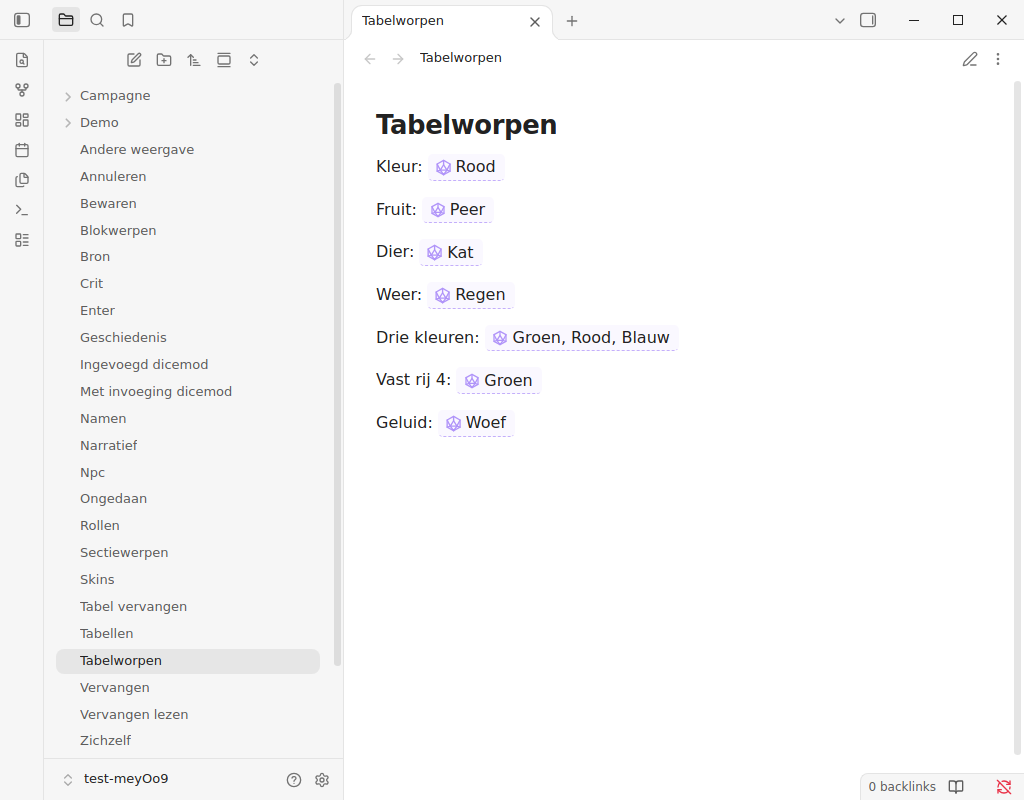 Tabelworpen
Tabelworpen
Campagne
Demo
Andere weergave
Annuleren
Bewaren
Blokwerpen
Bron
Crit
Enter
Geschiedenis
Ingevoegd dicemod
Met invoeging dicemod
Namen
Narratief
Npc
Ongedaan
Rollen
Sectiewerpen
Skins
Tabel vervangen
Tabellen
Tabelworpen
Vervangen
Vervangen lezen
Zichzelf
test-meyOo9
Tabelworpen
Kleur: Rood
Fruit: Peer
Dier: Kat
Weer: Regen
Drie kleuren: Groen, Rood, Blauw
Vast rij 4: Groen
Geluid: Woef
0 backlinks